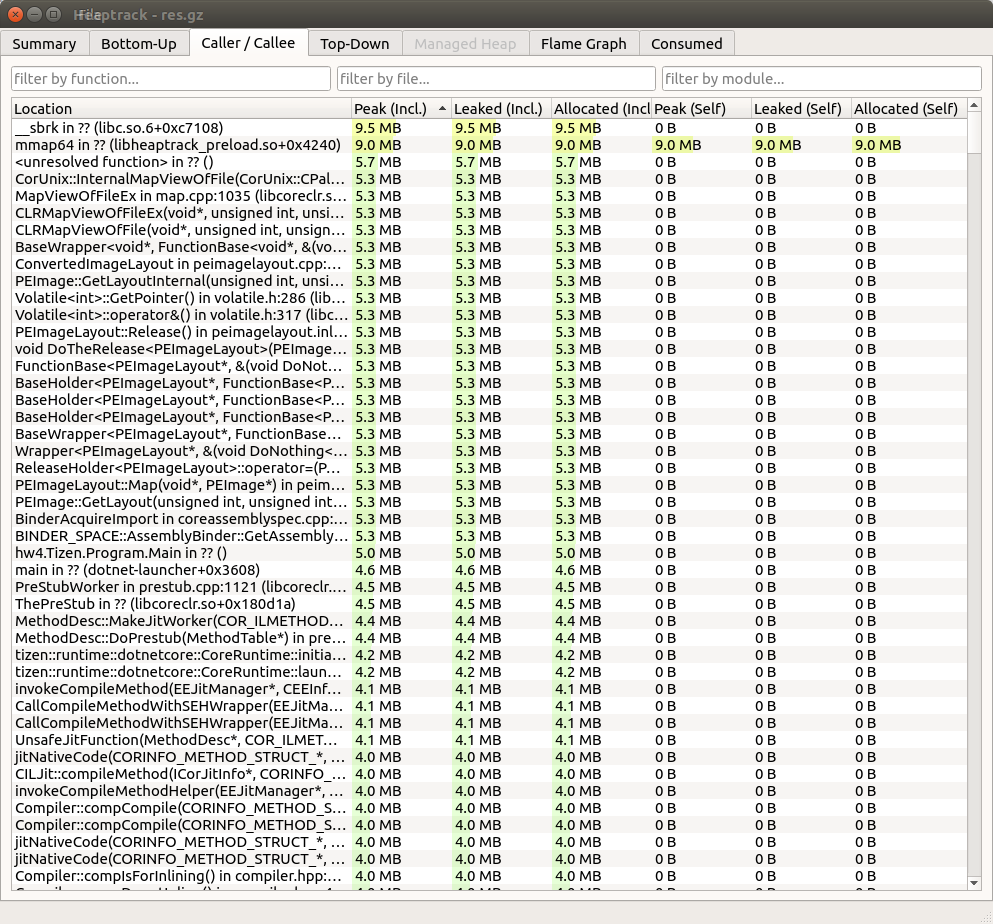 Heaptrack - res.gz
File
Summary Bottom-Up Caller / Callee Top-Down Managed Heap Flame Graph Consumed
filter by function... filter by file... filter by module...
Location Peak (Incl.) Leaked (Incl.) Allocated (Incl Peak (Self) Leaked (Self) Allocated (Self)
__sbrk in ?? (libc.so.6+0xc7108) 9.5 MB 9.5 MB 9.5 MB 0 B 0 B 0 B
mmap64 in ?? (libheaptrack_preload.so+0x4240) 9.0 MB 9.0 MB 9.0 MB 9.0 MB 9.0 MB 9.0 MB
<unresolved function> in ?? () 5.7 MB 5.7 MB 5.7 MB 0 B 0 B 0 B
CorUnix::InternalMapViewOfFile(CorUnix::CPal... 5.3 MB 5.3 MB 5.3 MB 0 B 0 B 0 B
MapViewOfFileEx in map.cpp:1035 (libcoreclr.s... 5.3 MB 5.3 MB 5.3 MB 0 B 0 B 0 B
CLRMapViewOfFileEx(void*, unsigned int, unsi... 5.3 MB 5.3 MB 5.3 MB 0 B 0 B 0 B
CLRMapViewOfFile(void*, unsigned int, unsign... 5.3 MB 5.3 MB 5.3 MB 0 B 0 B 0 B
BaseWrapper<void*, FunctionBase<void*, &(vo... 5.3 MB 5.3 MB 5.3 MB 0 B 0 B 0 B
ConvertedImageLayout in peimagelayout.cpp:... 5.3 MB 5.3 MB 5.3 MB 0 B 0 B 0 B
PEImage::GetLayoutInternal(unsigned int, unsi... 5.3 MB 5.3 MB 5.3 MB 0 B 0 B 0 B
Volatile<int>::GetPointer() in volatile.h:286 (lib... 5.3 MB 5.3 MB 5.3 MB 0 B 0 B 0 B
Volatile<int>::operator&() in volatile.h:317 (libc... 5.3 MB 5.3 MB 5.3 MB 0 B 0 B 0 B
PEImageLayout::Release() in peimagelayout.inl... 5.3 MB 5.3 MB 5.3 MB 0 B 0 B 0 B
void DoTheRelease<PEImageLayout>(PEImage... 5.3 MB 5.3 MB 5.3 MB 0 B 0 B 0 B
FunctionBase<PEImageLayout*, &(void DoNot... 5.3 MB 5.3 MB 5.3 MB 0 B 0 B 0 B
BaseHolder<PEImageLayout*, FunctionBase<P... 5.3 MB 5.3 MB 5.3 MB 0 B 0 B 0 B
BaseHolder<PEImageLayout*, FunctionBase<P... 5.3 MB 5.3 MB 5.3 MB 0 B 0 B 0 B
BaseHolder<PEImageLayout*, FunctionBase<P... 5.3 MB 5.3 MB 5.3 MB 0 B 0 B 0 B
BaseWrapper<PEImageLayout*, FunctionBase... 5.3 MB 5.3 MB 5.3 MB 0 B 0 B 0 B
Wrapper<PEImageLayout*, &(void DoNothing<... 5.3 MB 5.3 MB 5.3 MB 0 B 0 B 0 B
ReleaseHolder<PEImageLayout>::operator=(P... 5.3 MB 5.3 MB 5.3 MB 0 B 0 B 0 B
PEImageLayout::Map(void*, PEImage*) in peim... 5.3 MB 5.3 MB 5.3 MB 0 B 0 B 0 B
PEImage::GetLayout(unsigned int, unsigned int... 5.3 MB 5.3 MB 5.3 MB 0 B 0 B 0 B
BinderAcquireImport in coreassemblyspec.cpp:... 5.3 MB 5.3 MB 5.3 MB 0 B 0 B 0 B
BINDER_SPACE::AssemblyBinder::GetAssembly... 5.3 MB 5.3 MB 5.3 MB 0 B 0 B 0 B
hw4.Tizen.Program.Main in ?? () 5.0 MB 5.0 MB 5.0 MB 0 B 0 B 0 B
main in ?? (dotnet-launcher+0x3608) 4.6 MB 4.6 MB 4.6 MB 0 B 0 B 0 B
PreStubWorker in prestub.cpp:1121 (libcoreclr.... 4.5 MB 4.5 MB 4.5 MB 0 B 0 B 0 B
ThePreStub in ?? (libcoreclr.so+0x180d1a) 4.5 MB 4.5 MB 4.5 MB 0 B 0 B 0 B
MethodDesc::MakeJitWorker(COR_ILMETHOD... 4.4 MB 4.4 MB 4.4 MB 0 B 0 B 0 B
MethodDesc::DoPrestub(MethodTable*) in pre... 4.4 MB 4.4 MB 4.4 MB 0 B 0 B 0 B
tizen::runtime::dotnetcore::CoreRuntime::initia... 4.2 MB 4.2 MB 4.2 MB 0 B 0 B 0 B
tizen::runtime::dotnetcore::CoreRuntime::laun... 4.2 MB 4.2 MB 4.2 MB 0 B 0 B 0 B
invokeCompileMethod(EEJitManager*, CEEInf... 4.1 MB 4.1 MB 4.1 MB 0 B 0 B 0 B
CallCompileMethodWithSEHWrapper(EEJitMa... 4.1 MB 4.1 MB 4.1 MB 0 B 0 B 0 B
CallCompileMethodWithSEHWrapper(EEJitMa... 4.1 MB 4.1 MB 4.1 MB 0 B 0 B 0 B
UnsafeJitFunction(MethodDesc*, COR_ILMET... 4.1 MB 4.1 MB 4.1 MB 0 B 0 B 0 B
jitNativeCode(CORINFO_METHOD_STRUCT_*, ... 4.0 MB 4.0 MB 4.0 MB 0 B 0 B 0 B
CILJit::compileMethod(ICorJitInfo*, CORINFO_... 4.0 MB 4.0 MB 4.0 MB 0 B 0 B 0 B
invokeCompileMethodHelper(EEJitManager*, ... 4.0 MB 4.0 MB 4.0 MB 0 B 0 B 0 B
Compiler::compCompile(CORINFO_METHOD_S... 4.0 MB 4.0 MB 4.0 MB 0 B 0 B 0 B
Compiler::compCompile(CORINFO_METHOD_S... 4.0 MB 4.0 MB 4.0 MB 0 B 0 B 0 B
jitNativeCode(CORINFO_METHOD_STRUCT_*, ... 4.0 MB 4.0 MB 4.0 MB 0 B 0 B 0 B
jitNativeCode(CORINFO_METHOD_STRUCT_*, ... 4.0 MB 4.0 MB 4.0 MB 0 B 0 B 0 B
Compiler::compIsForInlining() in compiler.hpp:... 4.0 MB 4.0 MB 4.0 MB 0 B 0 B 0 B